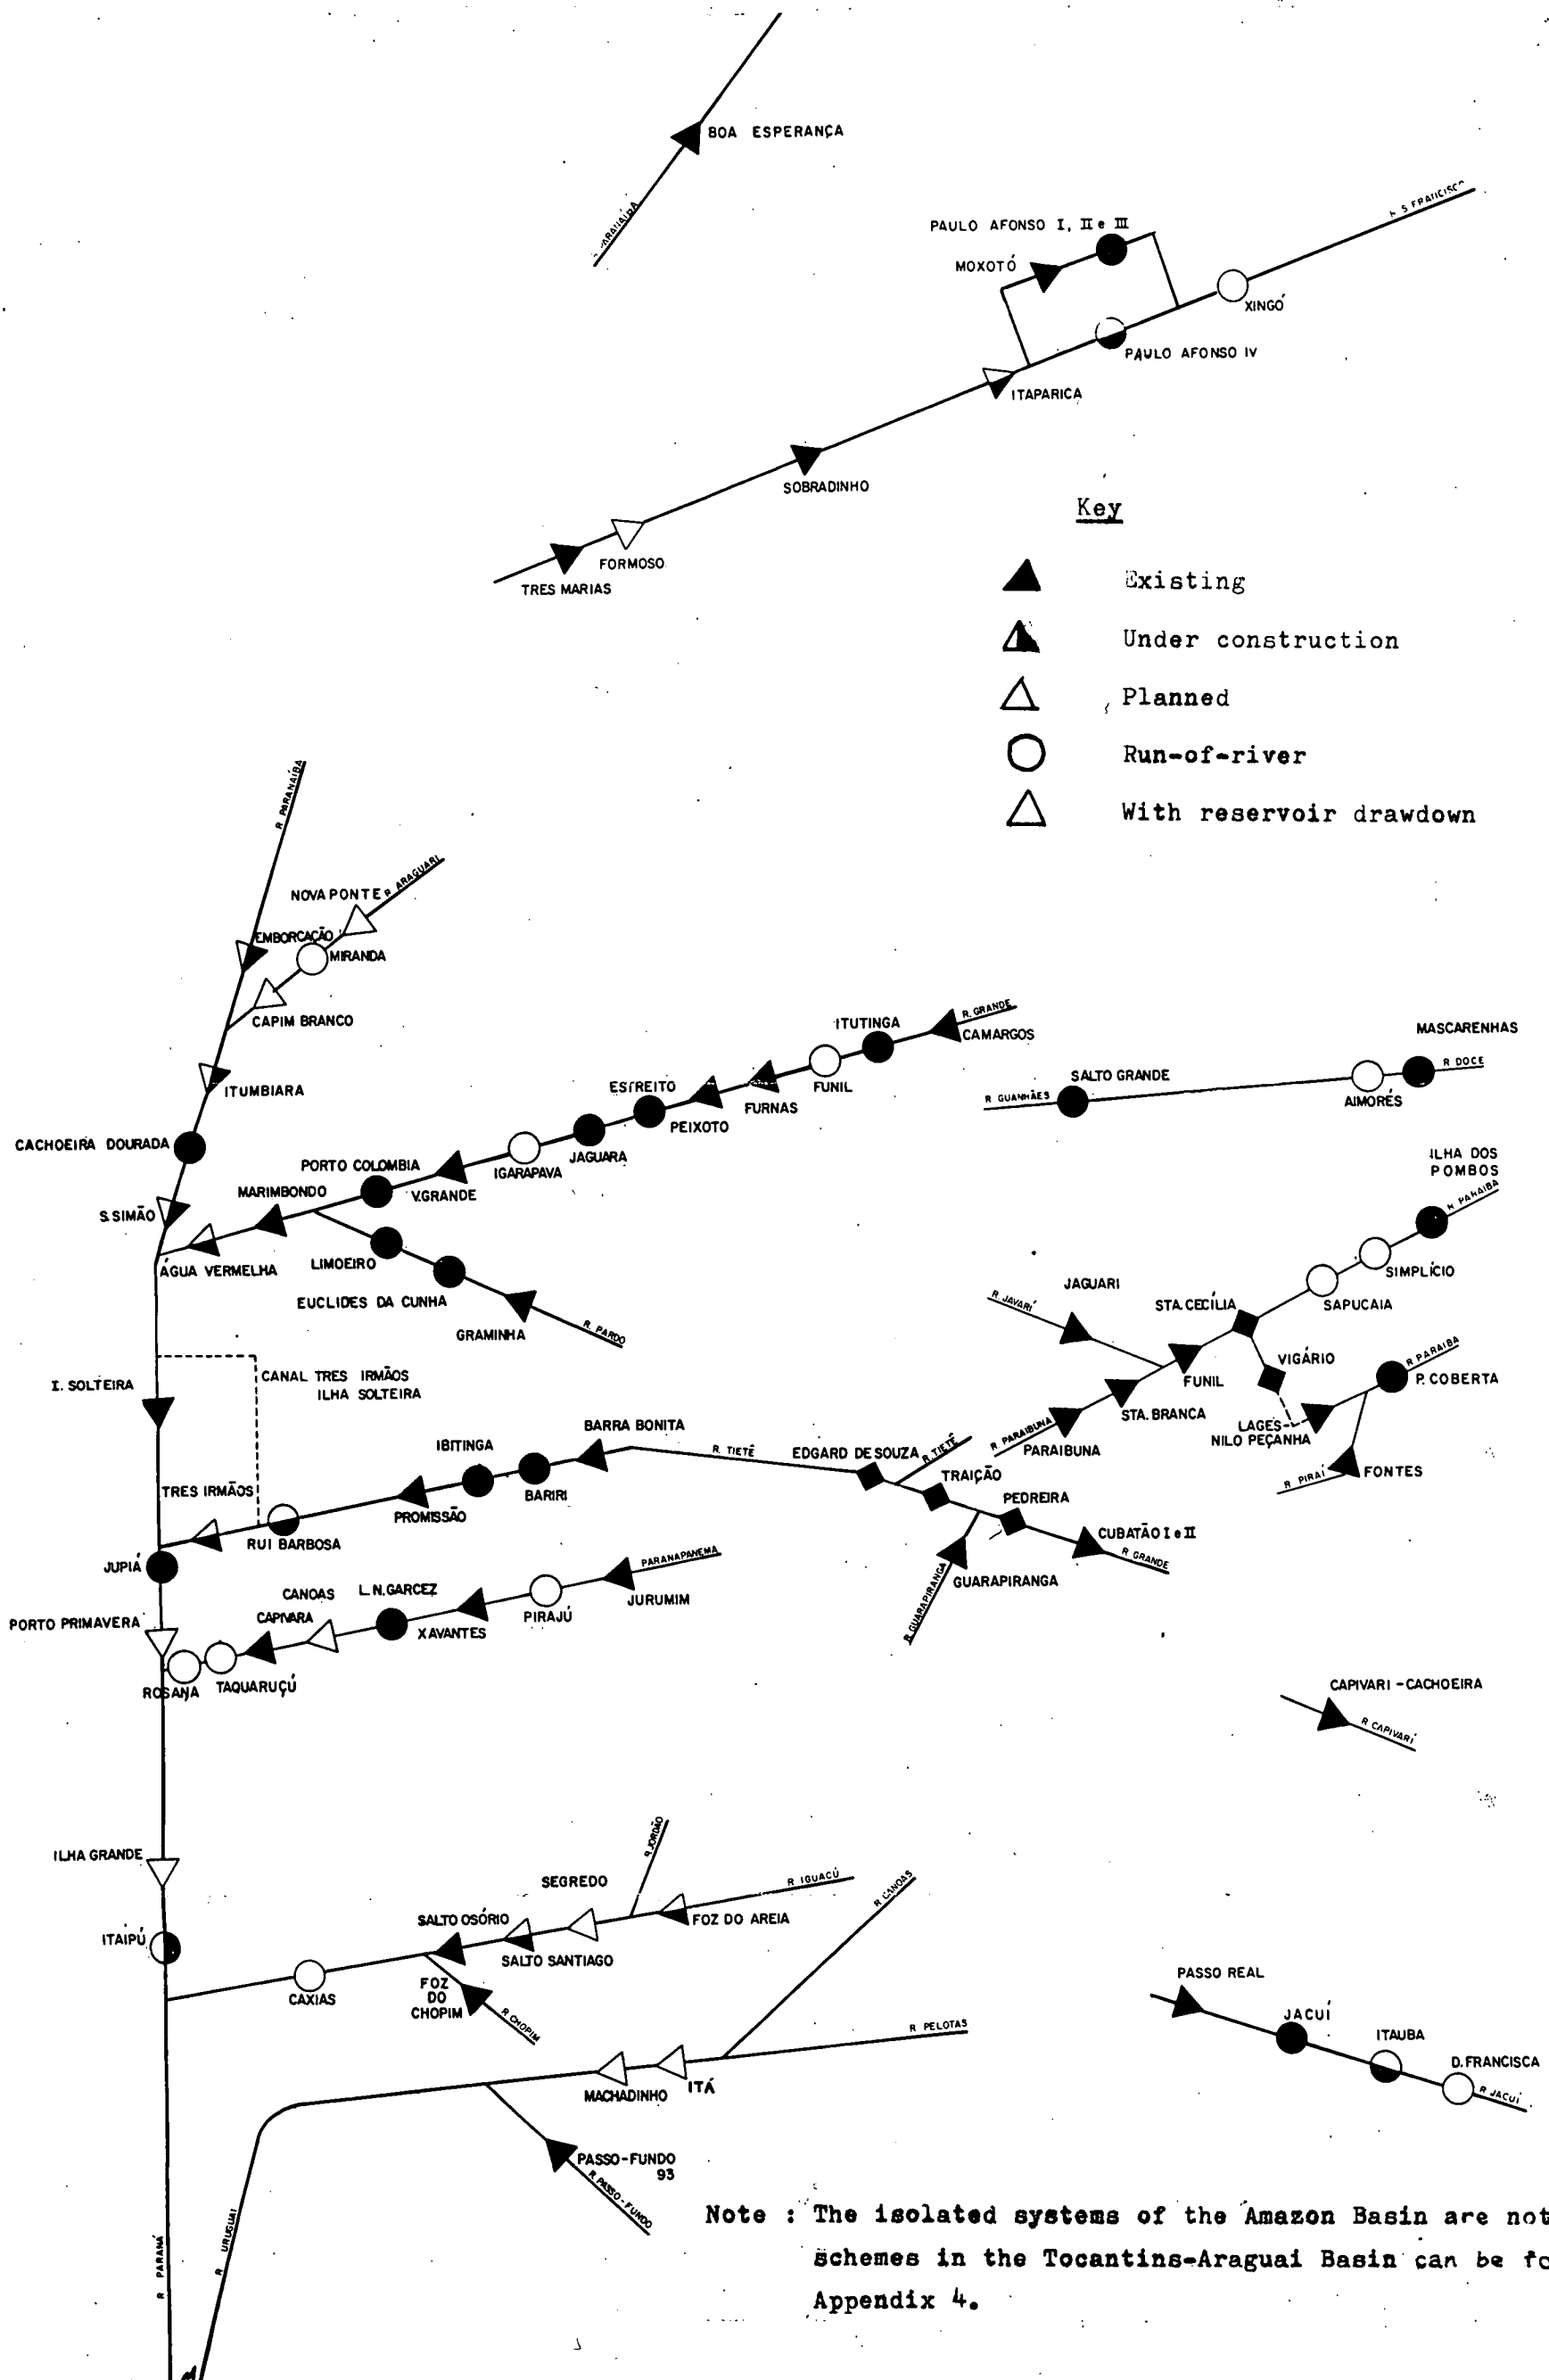 BOA ESPERANÇA
PAULO AFONSO I, II e III
MOXOTÓ
XINGÓ
PAULO AFONSO IV
ITAPARICA
SOBRADINHO
FORMOSO
TRES MARIAS
Key
Existing
Under construction
Planned
Run-of-river
With reservoir drawdown
R PARANAÍBA
NOVA PONTE
R ARAGUARI
EMBORCAÇÃO
MIRANDA
CAPIM BRANCO
ITUMBIARA
CACHOEIRA DOURADA
S.SIMÃO
ÁGUA VERMELHA
MARIMBONDO
PORTO COLOMBIA
V.GRANDE
IGARAPAVA
JAGUARA
ESTREITO
PEIXOTO
FURNAS
FUNIL
ITUTINGA
R. GRANDE
CAMARGOS
LIMOEIRO
EUCLIDES DA CUNHA
GRAMINHA
R. PARDO
MASCARENHAS
R DOCE
SALTO GRANDE
R GUANHÃES
AIMORÉS
ILHA DOS
POMBOS
R PARAIBA
SIMPLÍCIO
SAPUCAIA
JAGUARI
R JAVARÍ
STA. CECÍLIA
VIGÁRIO
FUNIL
STA. BRANCA
R PARAIBUNA
PARAIBUNA
R PARAIBA
P. COBERTA
LAGES
NILO PEÇANHA
FONTES
R PIRAÍ
I. SOLTEIRA
CANAL TRES IRMÃOS
ILHA SOLTEIRA
TRES IRMÃOS
RUI BARBOSA
PROMISSÃO
IBITINGA
BARIRI
BARRA BONITA
R. TIETÊ
EDGARD DE SOUZA
R. TIETÊ
TRAIÇÃO
PEDREIRA
CUBATÃO I e II
R GRANDE
GUARAPIRANGA
R. GUARAPIRANGA
JUPIÁ
PORTO PRIMAVERA
ROSANA
TAQUARUÇÚ
CAPIVARA
CANOAS
L.N.GARCEZ
XAVANTES
PIRAJÚ
PARANAPANEMA
JURUMIM
CAPIVARI - CACHOEIRA
R CAPIVARÍ
ILHA GRANDE
ITAIPÚ
CAXIAS
SALTO OSÓRIO
SEGREDO
R JORDÃO
R IGUACÚ
FOZ DO AREIA
SALTO SANTIAGO
FOZ
DO
CHOPIM
R CHOPIM
R CANOAS
R PELOTAS
MACHADINHO
ITÁ
PASSO-FUNDO
93
R PASSO-FUNDO
R PARANÁ
R URUGUAI
PASSO REAL
JACUÍ
ITAUBA
D. FRANCISCA
R JACUÍ
Note : The isolated systems of the Amazon Basin are not
schemes in the Tocantins-Araguai Basin can be
Appendix 4.